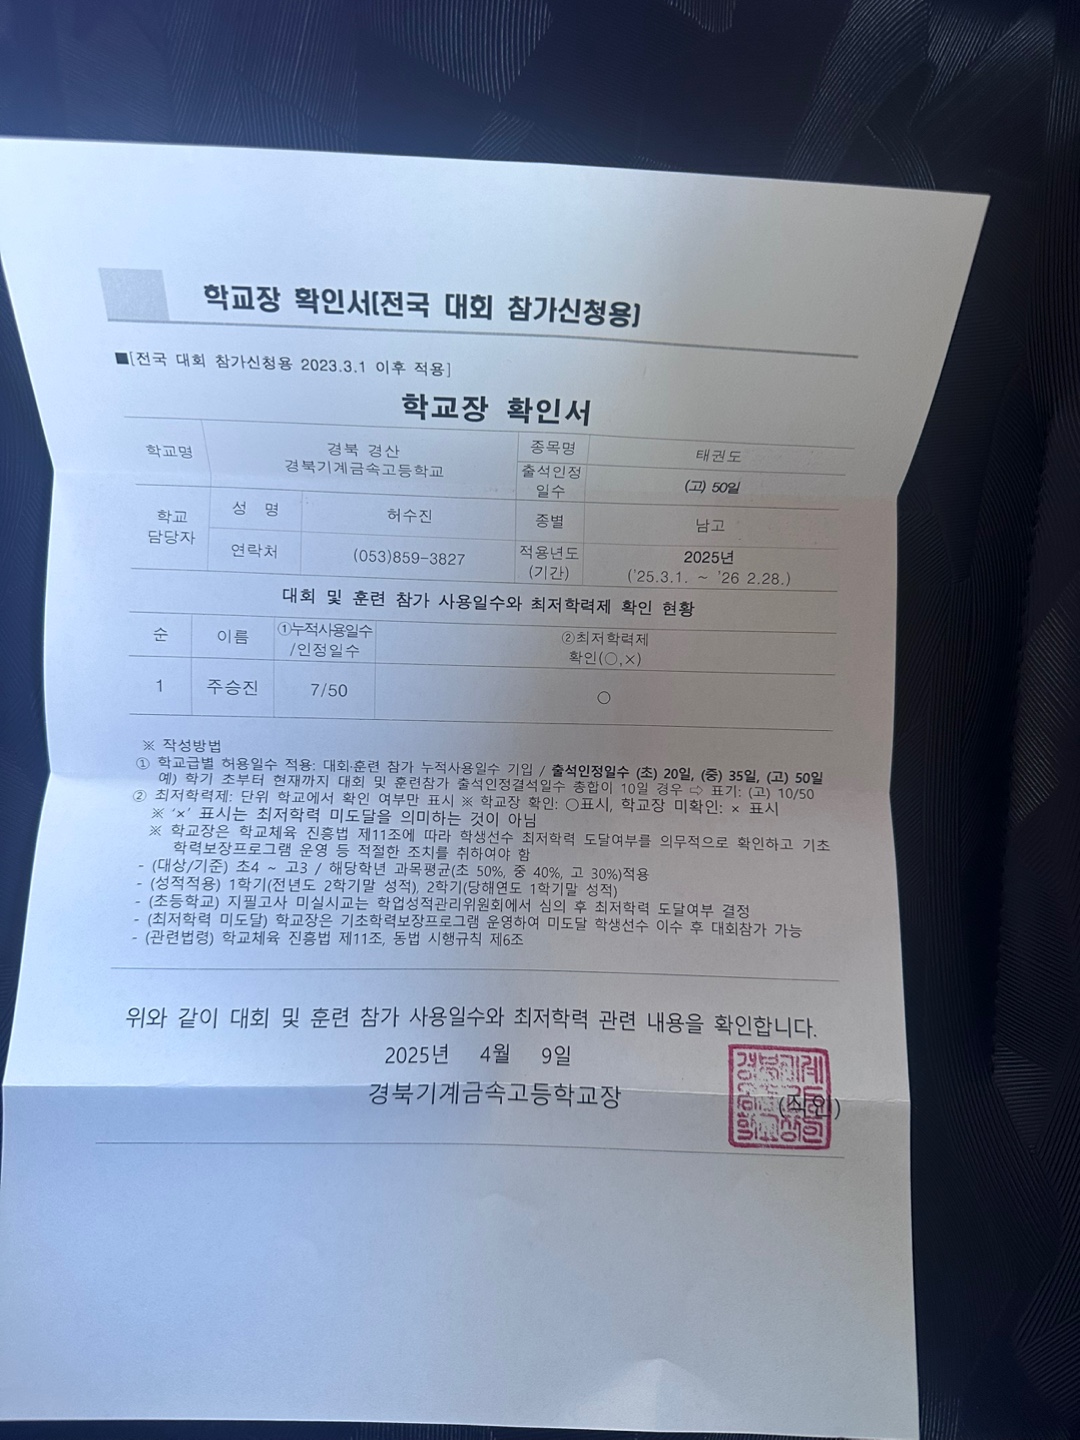 학교장 확인서(전국 대회 참가신청용)
■[전국 대회 참가신청용 2023.3.1 이후 적용]
학교장 확인서
학교명 경북 경산 경북기계금속고등학교 종목명 태권도
출석인정 일수 (고) 50일
학교 담당자 성 명 허수진 종별 남고
연락처 (053)859-3827 적용년도 (기간) 2025년 ('25.3.1. ~ '26 2.28.)
대회 및 훈련 참가 사용일수와 최저학력제 확인 현황
순 이름 ①누적사용일수 /인정일수 ②최저학력제 확인(○,×)
1 주승진 7/50 ○
※ 작성방법
① 학교급별 허용일수 적용: 대회·훈련 참가 누적사용일수 기입 / 출석인정일수 (초) 20일, (중) 35일, (고) 50일
예) 학기 초부터 현재까지 대회 및 훈련참가 출석인정결석일수 총합이 10일 경우 ⇨ 표기: (고) 10/50
② 최저학력제: 단위 학교에서 확인 여부만 표시 ※ 학교장 확인: ○표시, 학교장 미확인: × 표시
※ '×' 표시는 최저학력 미도달을 의미하는 것이 아님
※ 학교장은 학교체육 진흥법 제11조에 따라 학생선수 최저학력 도달여부를 의무적으로 확인하고 기초
학력보장프로그램 운영 등 적절한 조치를 취하여야 함
- (대상/기준) 초4 ~ 고3 / 해당학년 과목평균(초 50%, 중 40%, 고 30%)적용
- (성적적용) 1학기(전년도 2학기말 성적), 2학기(당해연도 1학기말 성적)
- (초등학교) 지필고사 미실시교는 학업성적관리위원회에서 심의 후 최저학력 도달여부 결정
- (최저학력 미도달) 학교장은 기초학력보장프로그램 운영하여 미도달 학생선수 이수 후 대회참가 가능
- (관련법령) 학교체육 진흥법 제11조, 동법 시행규칙 제6조
위와 같이 대회 및 훈련 참가 사용일수와 최저학력 관련 내용을 확인합니다.
2025년 4월 9일
경북기계금속고등학교장 (직인)
경북기계
금속고등
학교장의